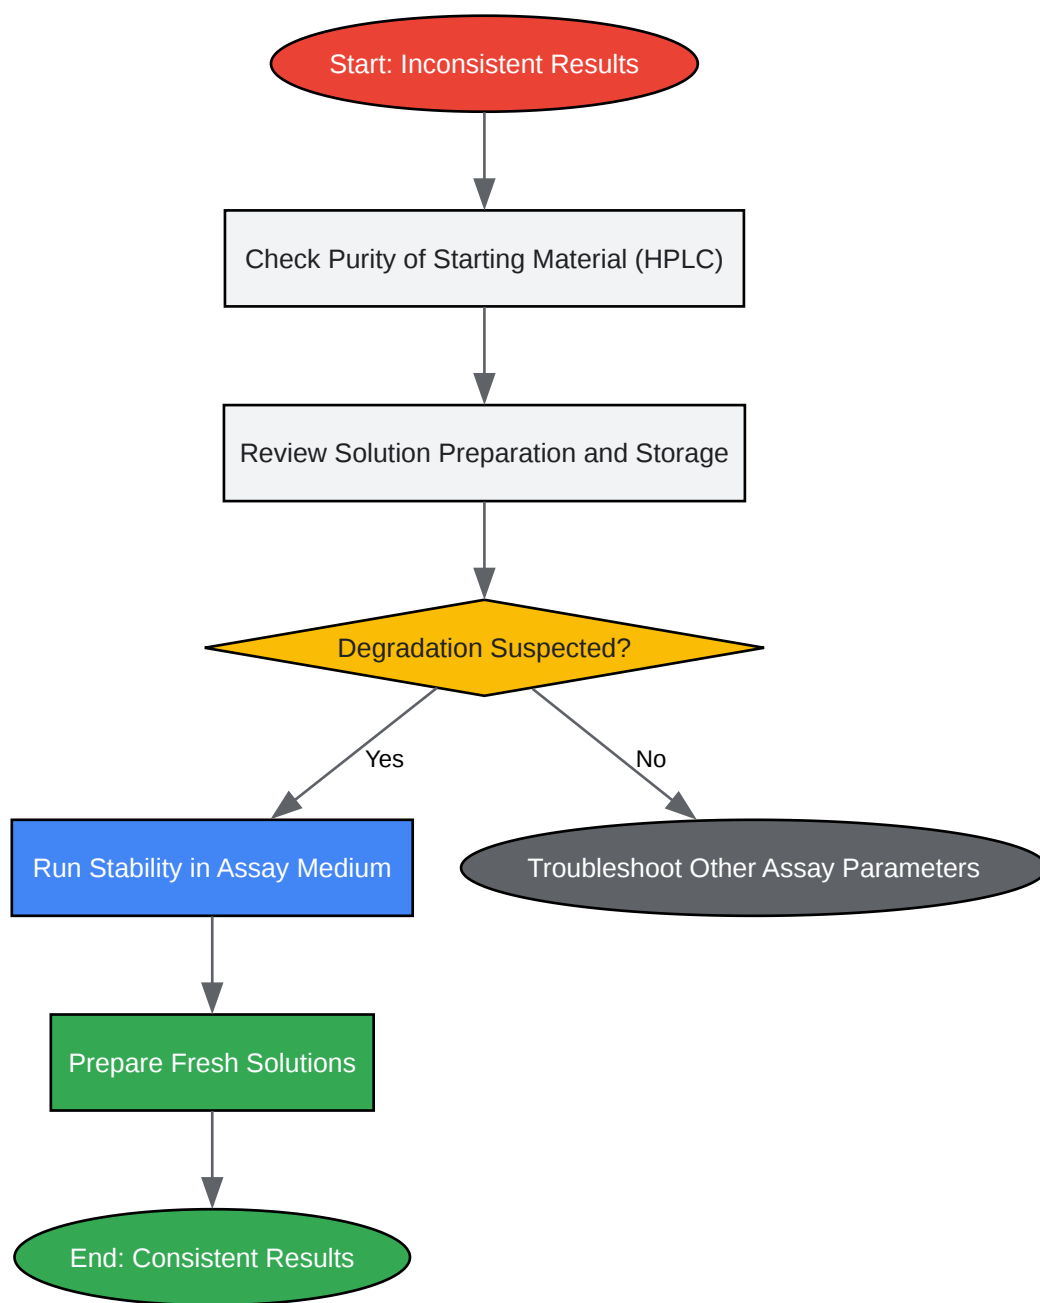 Start: Inconsistent Results
Check Purity of Starting Material (HPLC)
Review Solution Preparation and Storage
Degradation Suspected?
Yes
No
Run Stability in Assay Medium
Troubleshoot Other Assay Parameters
Prepare Fresh Solutions
End: Consistent Results